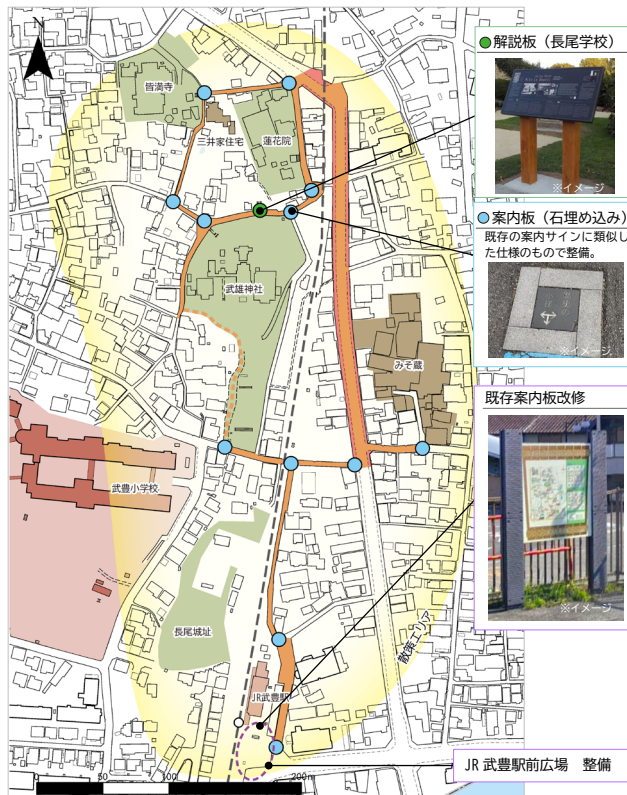 N
皆満寺
三井家住宅
蓮花院
武雄神社
みそ蔵
武豊小学校
長尾城址
JR武豊駅
散策エリア
0 50 100 200m
解説板（長尾学校）
※イメージ
案内板（石埋め込み）
既存の案内サインに類似し
た仕様のもので整備。
※イメージ
既存案内板改修
※イメージ
JR 武豊駅前広場　整備